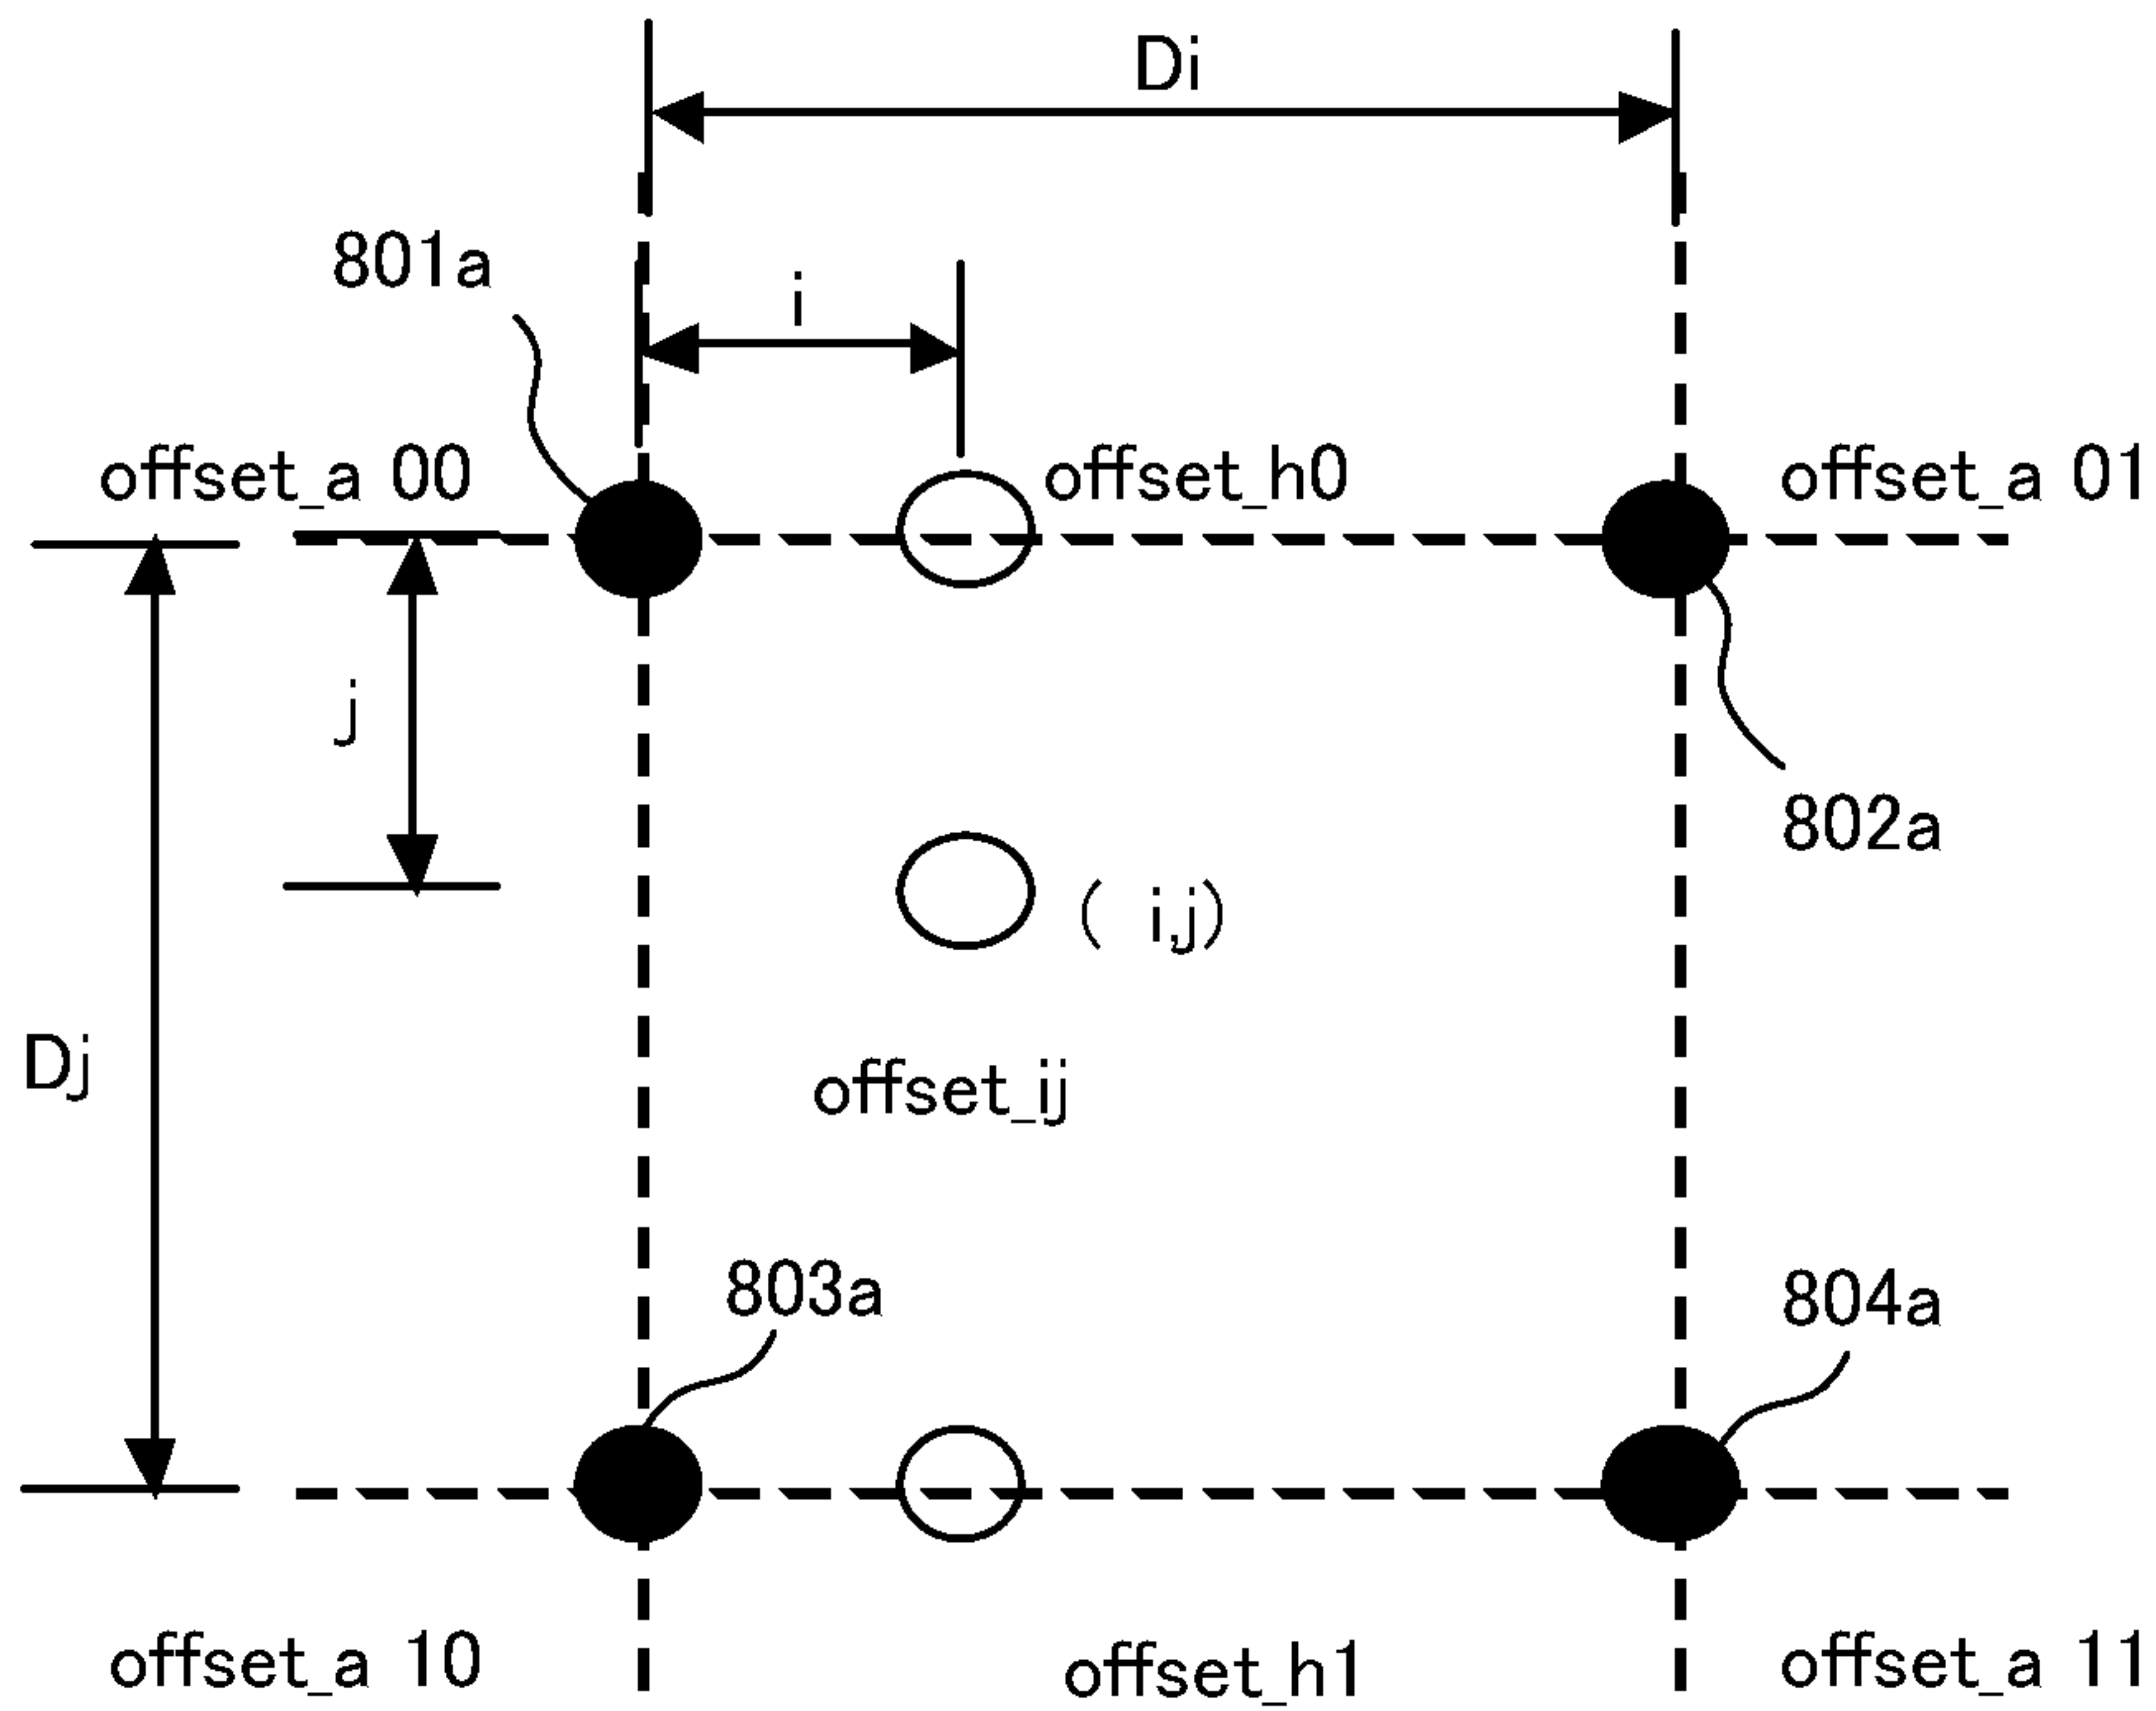 Di
801a
i
offset_a 00
offset_h0
offset_a 01
j
802a
( i,j)
Dj
offset_ij
803a
804a
offset_a 10
offset_h1
offset_a 11